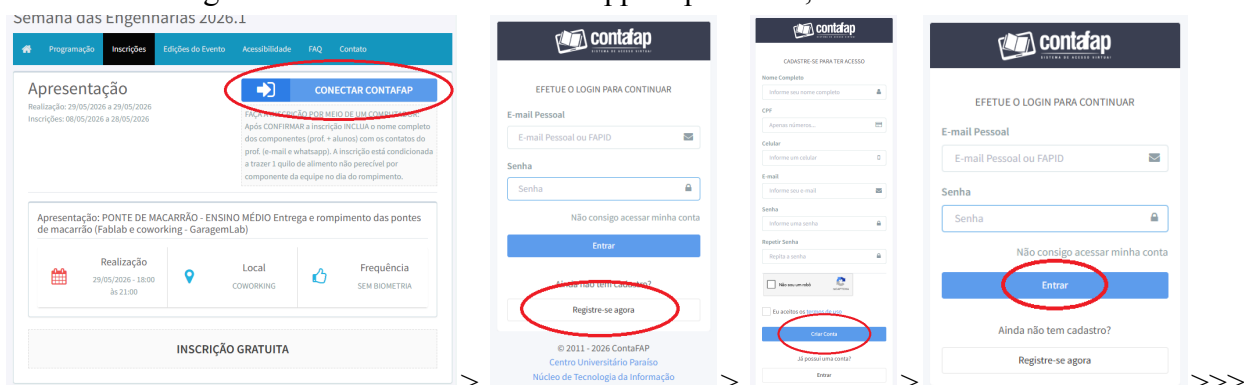 Semana das Engenharias 2026.1
Programação Inscrições Edições do Evento Acessibilidade FAQ Contato
Apresentação
Realização: 29/05/2026 a 29/05/2026
Inscrições: 08/05/2026 a 28/05/2026
CONECTAR CONTAFAP
FAÇA A INSCRIÇÃO POR MEIO DE UM COMPUTADOR.
Após CONFIRMAR a inscrição INCLUA o nome completo
dos componentes (prof. + alunos) com os contatos do
prof. (e-mail e whatsapp). A inscrição está condicionada
a trazer 1 quilo de alimento não perecível por
componente da equipe no dia do rompimento.
Apresentação: PONTE DE MACARRÃO - ENSINO MÉDIO Entrega e rompimento das pontes
de macarrão (Fablab e coworking - GaragemLab)
Realização
29/05/2026 - 18:00
às 21:00
Local
COWORKING
Frequência
SEM BIOMETRIA
INSCRIÇÃO GRATUITA
>
contafap
SISTEMA DE ACESSO VIRTUAL
EFETUE O LOGIN PARA CONTINUAR
E-mail Pessoal
E-mail Pessoal ou FAPID
Senha
Senha
Não consigo acessar minha conta
Entrar
Ainda não tem cadastro?
Registre-se agora
© 2011 - 2026 ContaFAP
Centro Universitário Paraíso
Núcleo de Tecnologia da Informação
>
contafap
SISTEMA DE ACESSO VIRTUAL
CADASTRE-SE PARA TER ACESSO
Nome Completo
Informe seu nome completo
CPF
Apenas números...
Celular
Informe um celular
E-mail
Informe seu e-mail
Senha
Informe uma senha
Repetir Senha
Repita a senha
Não sou um robô
Eu aceitos os termos de uso
Criar Conta
Já possui uma conta?
Entrar
>
contafap
SISTEMA DE ACESSO VIRTUAL
EFETUE O LOGIN PARA CONTINUAR
E-mail Pessoal
E-mail Pessoal ou FAPID
Senha
Senha
Não consigo acessar minha conta
Entrar
Ainda não tem cadastro?
Registre-se agora
>>>